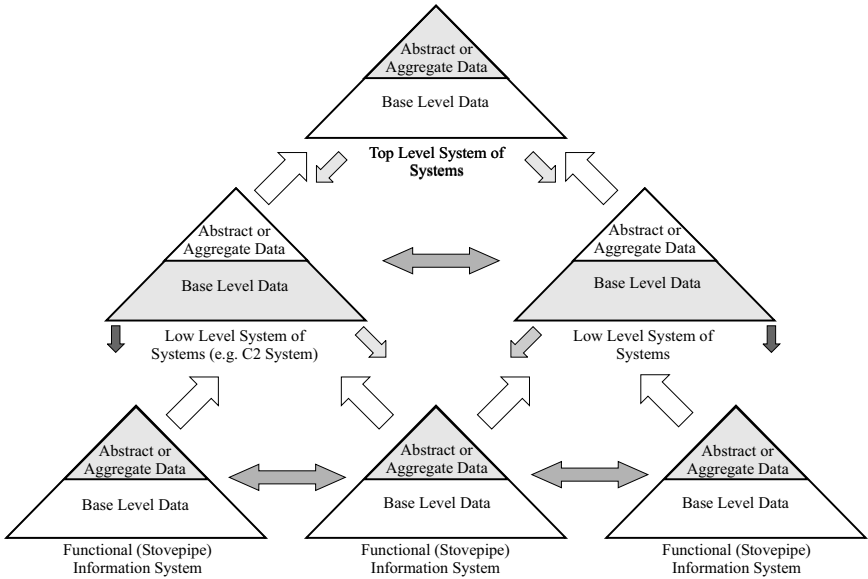 Abstract or
Aggregate Data
Base Level Data
Top Level System of
Systems
Abstract or
Aggregate Data
Base Level Data
Low Level System of
Systems (e.g. C2 System)
Abstract or
Aggregate Data
Base Level Data
Low Level System of
Systems
Abstract or
Aggregate Data
Base Level Data
Functional (Stovepipe)
Information System
Abstract or
Aggregate Data
Base Level Data
Functional (Stovepipe)
Information System
Abstract or
Aggregate Data
Base Level Data
Functional (Stovepipe)
Information System